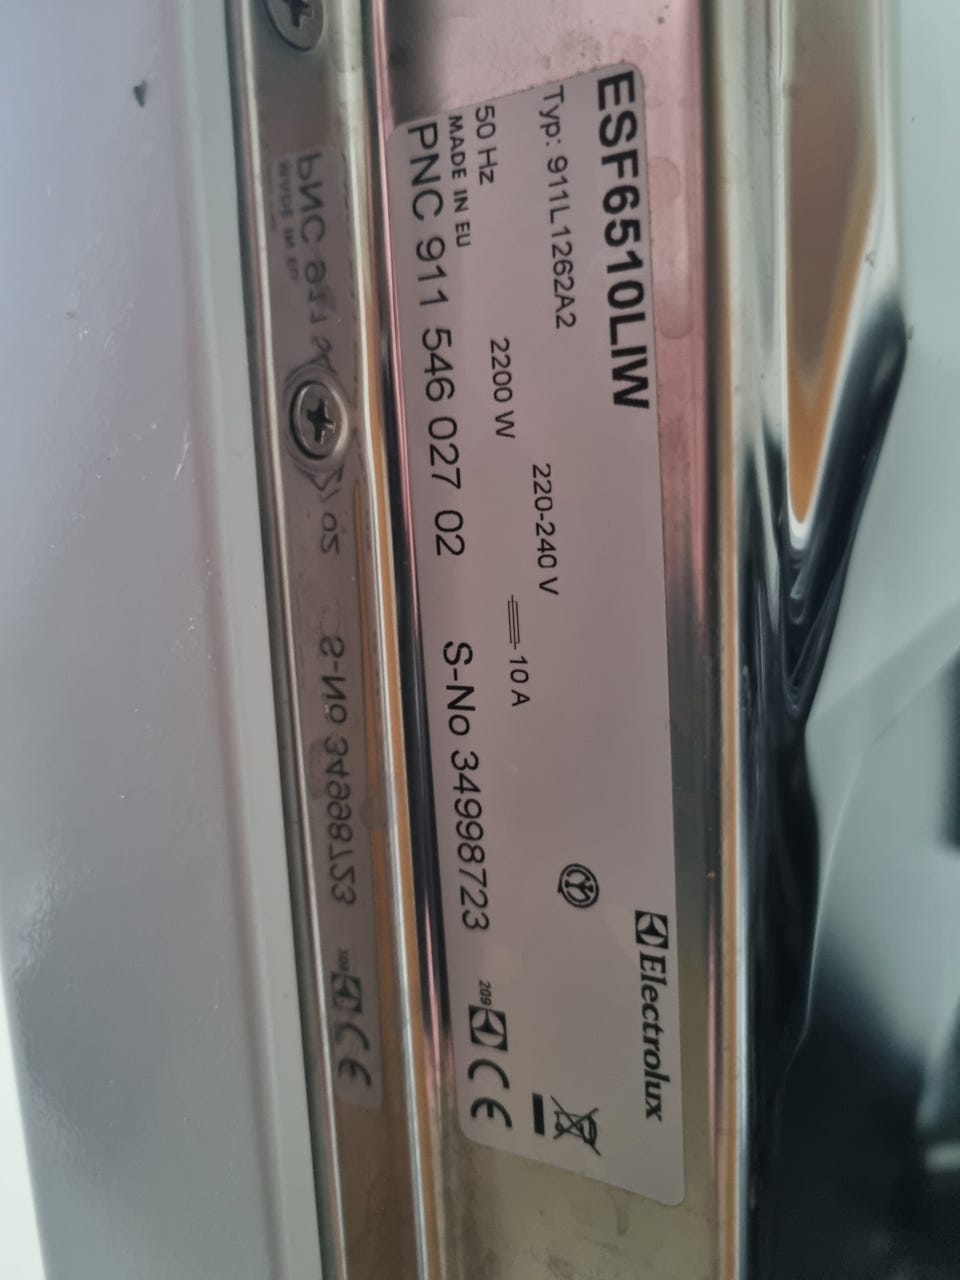 ESF6510LIW
Electrolux
Typ: 911L1262A2
220-240 V
50 Hz
2200 W
10 A
MADE IN EU
PNC 911 546 027 02
S-No 34998723
209
CE